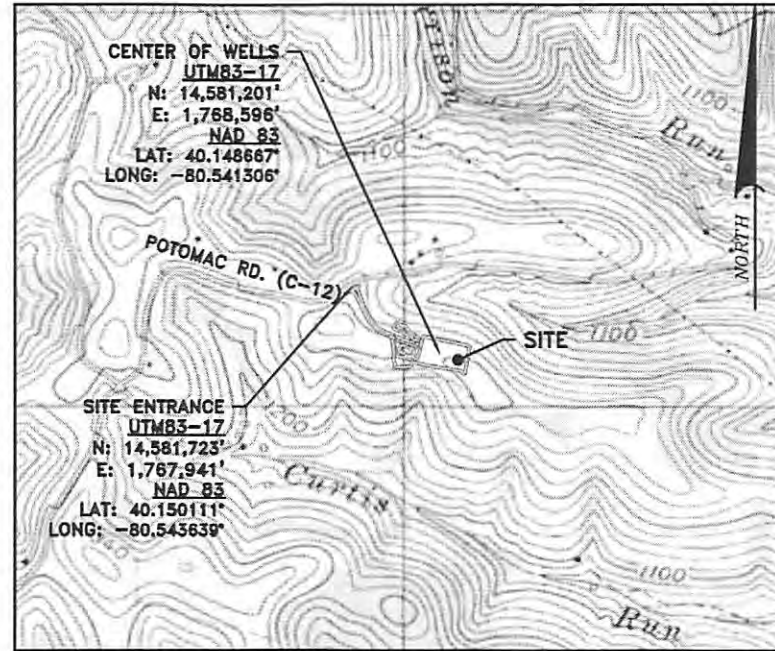 CENTER OF WELLS
UTM83-17
N: 14,581,201'
E: 1,768,596'
NAD 83
LAT: 40.148667°
LONG: -80.541306°
1100
Run
1100
NORTH
POTOMAC RD. (C-12)
SITE
1100
SITE ENTRANCE
UTM83-17
N: 14,581,723'
E: 1,767,941'
NAD 83
LAT: 40.150111°
LONG: -80.543639°
1200
Curtis
1100
Run